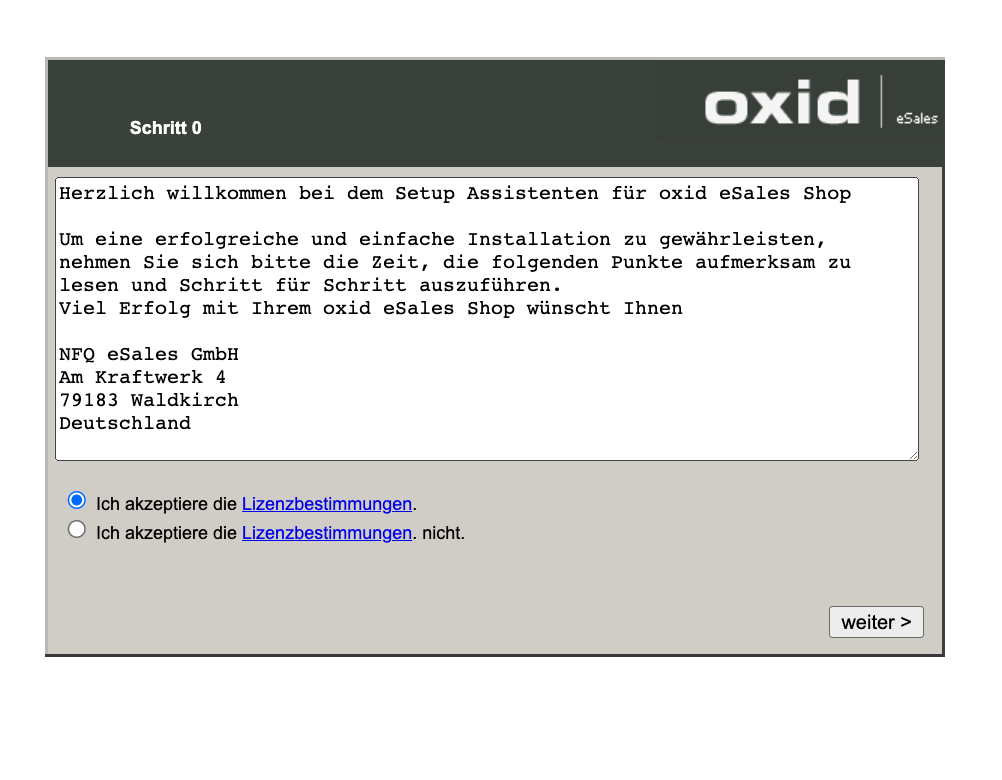 Schritt 0
oxid
eSales
Herzlich willkommen bei dem Setup Assistenten für oxid eSales Shop
Um eine erfolgreiche und einfache Installation zu gewährleisten,
nehmen Sie sich bitte die Zeit, die folgenden Punkte aufmerksam zu
lesen und Schritt für Schritt auszuführen.
Viel Erfolg mit Ihrem oxid eSales Shop wünscht Ihnen
NFQ eSales GmbH
Am Kraftwerk 4
79183 Waldkirch
Deutschland
Ich akzeptiere die Lizenzbestimmungen.
Ich akzeptiere die Lizenzbestimmungen. nicht.
weiter >